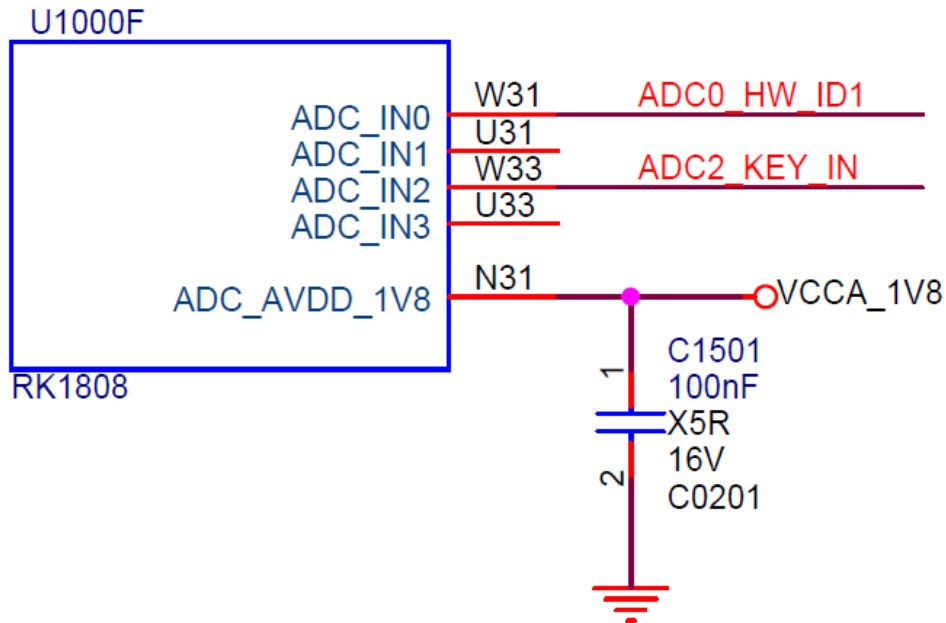 U1000F
ADC_IN0 W31 ADC0_HW_ID1
ADC_IN1 U31
ADC_IN2 W33 ADC2_KEY_IN
ADC_IN3 U33
ADC_AVDD_1V8 N31 VCCA_1V8
RK1808
1
2
C1501
100nF
X5R
16V
C0201